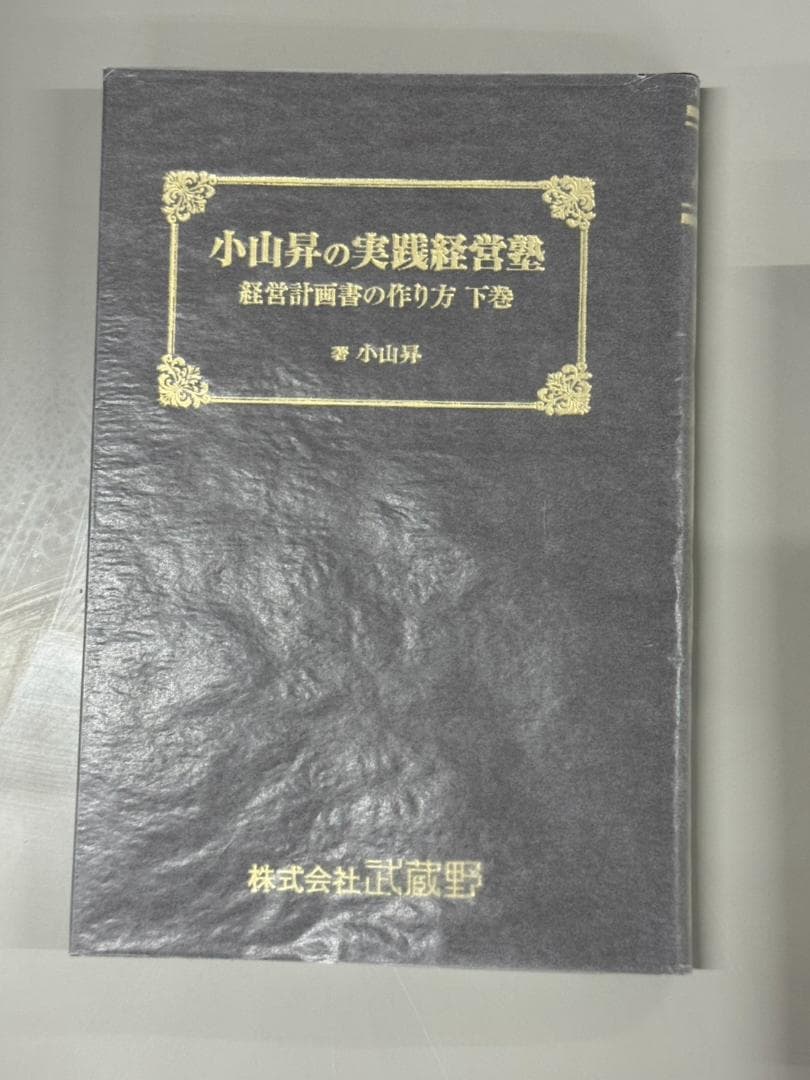 小山昇の実践経営塾
経営計画書の作り方 下巻
著 小山昇
株式会社武蔵野